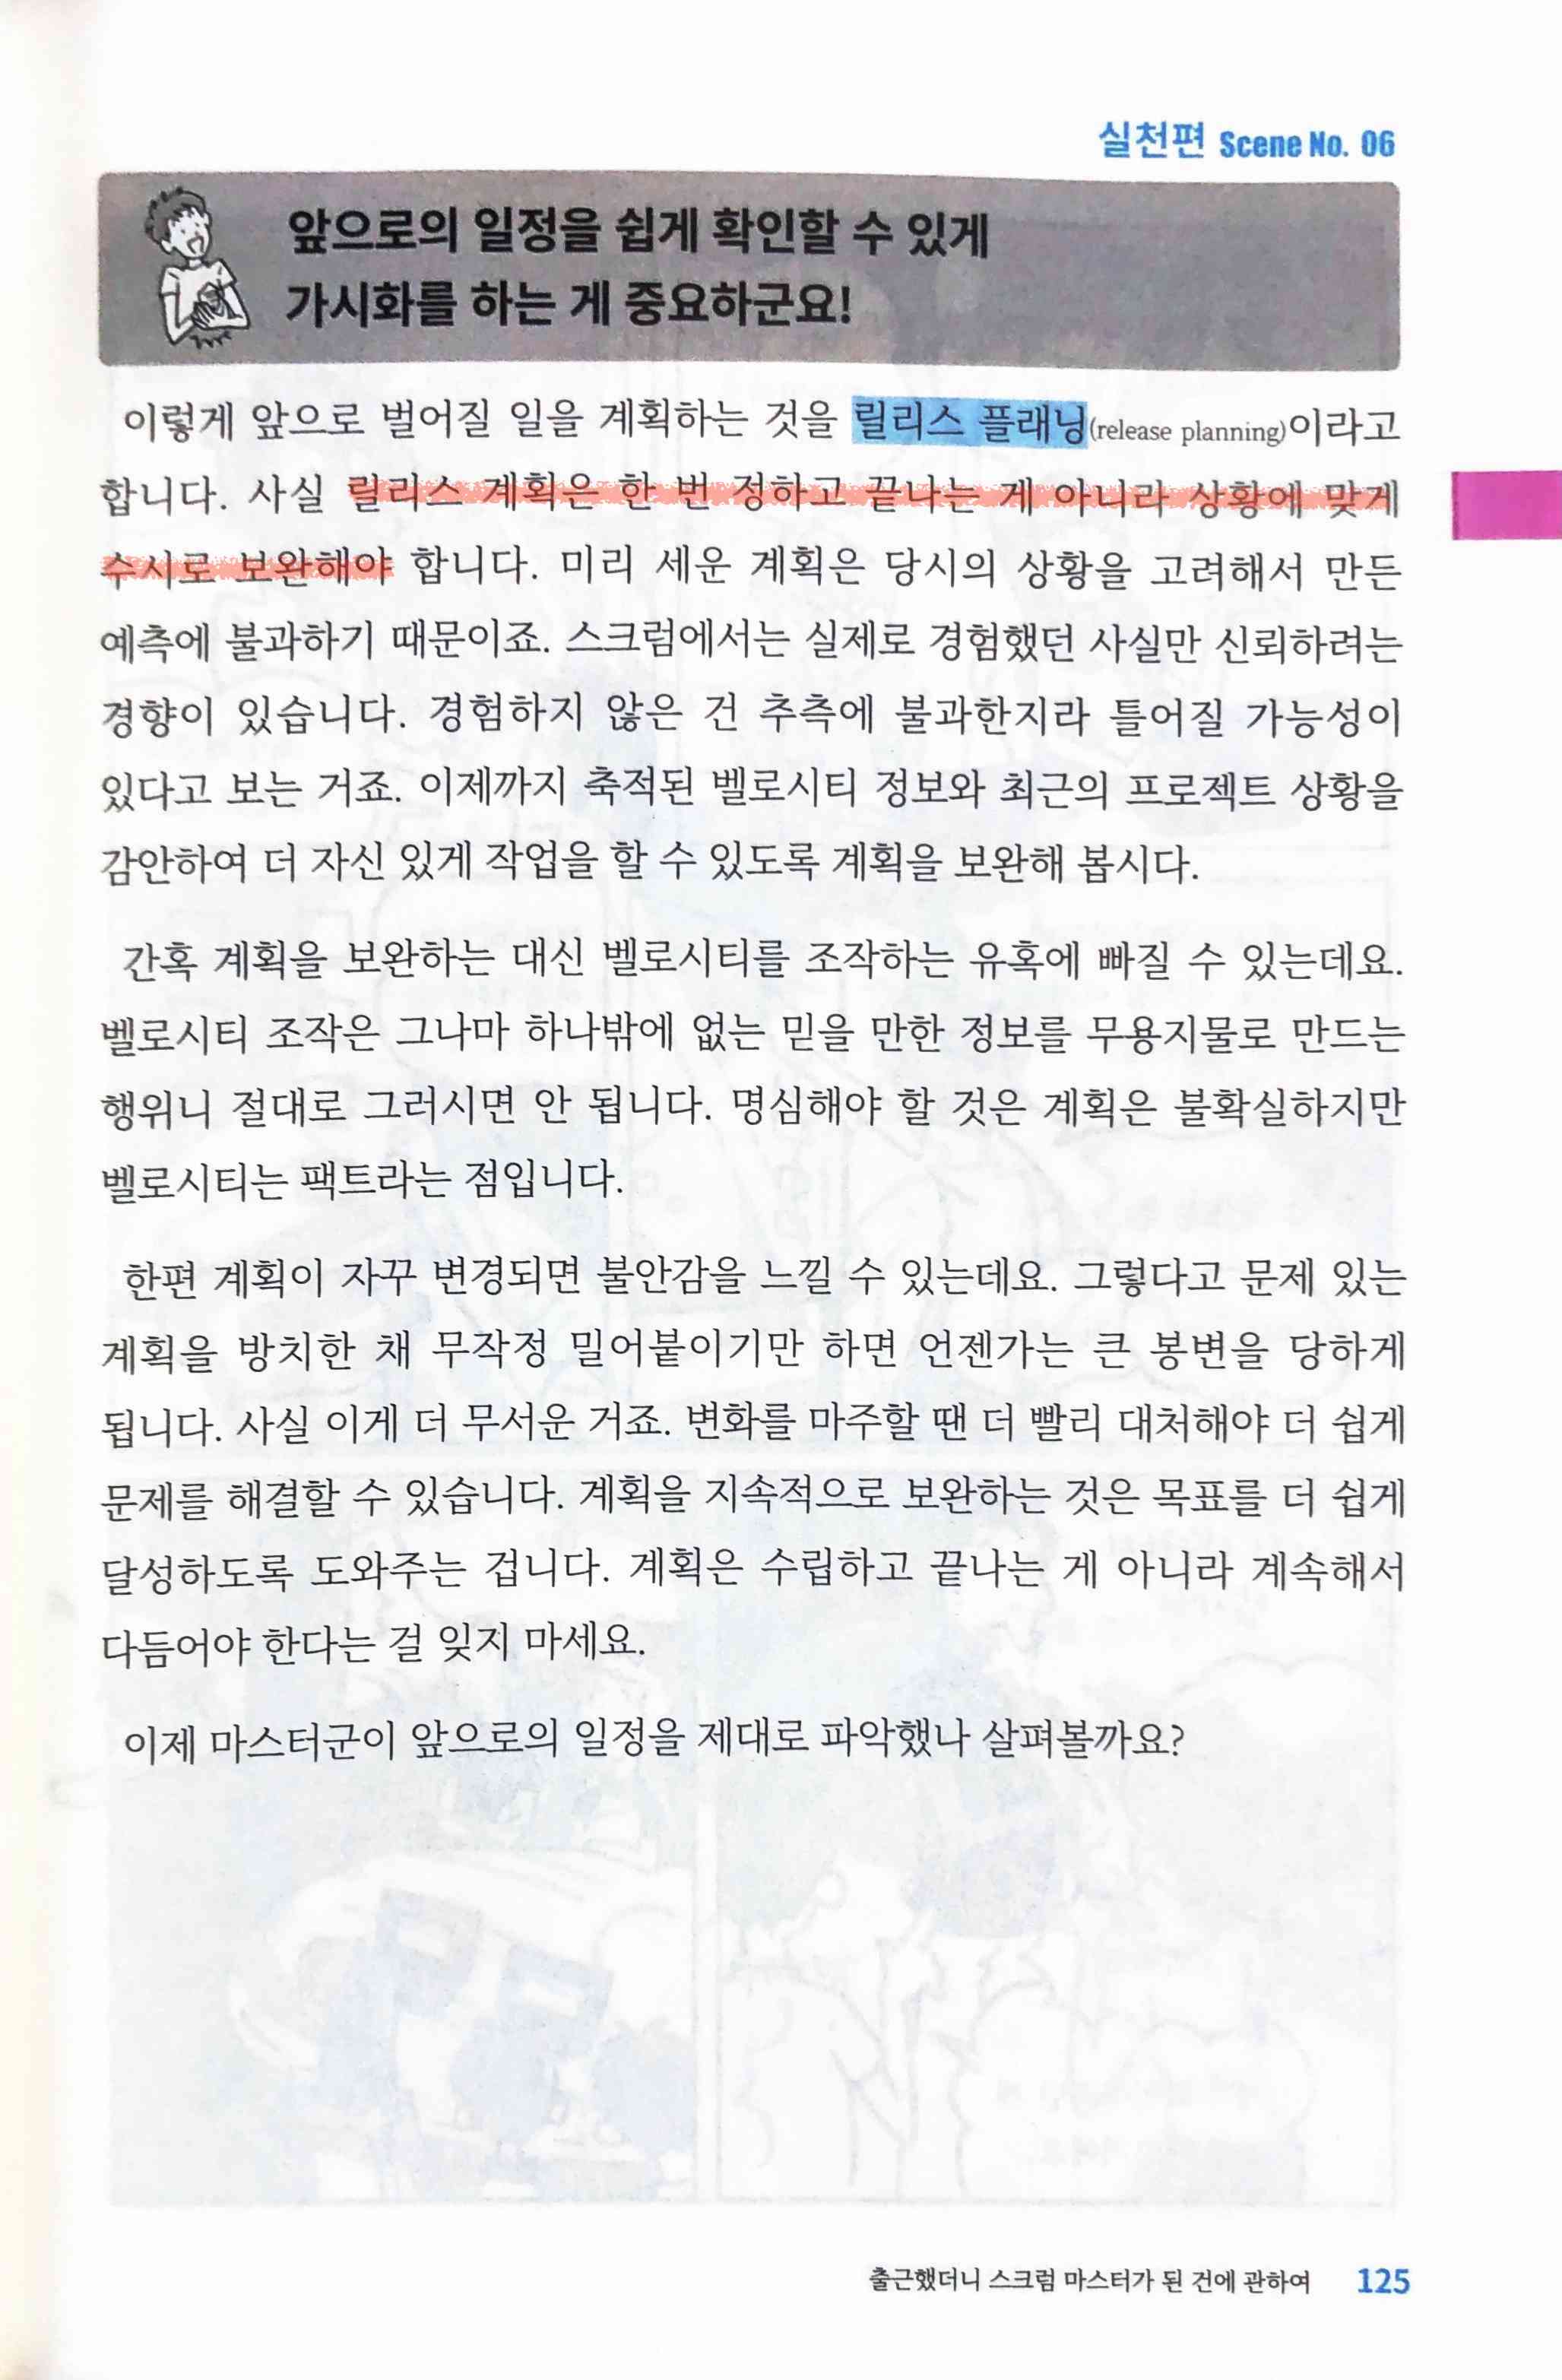 실천편 Scene No. 06
앞으로의 일정을 쉽게 확인할 수 있게
가시화를 하는 게 중요하군요!
이렇게 앞으로 벌어질 일을 계획하는 것을 릴리스 플래닝(release planning)이라고
합니다. 사실 릴리스 계획은 한 번 정하고 끝나는 게 아니라 상황에 맞게
수시로 보완해야 합니다. 미리 세운 계획은 당시의 상황을 고려해서 만든
예측에 불과하기 때문이죠. 스크럼에서는 실제로 경험했던 사실만 신뢰하려는
경향이 있습니다. 경험하지 않은 건 추측에 불과한지라 틀어질 가능성이
있다고 보는 거죠. 이제까지 축적된 벨로시티 정보와 최근의 프로젝트 상황을
감안하여 더 자신 있게 작업을 할 수 있도록 계획을 보완해 봅시다.
간혹 계획을 보완하는 대신 벨로시티를 조작하는 유혹에 빠질 수 있는데요.
벨로시티 조작은 그나마 하나밖에 없는 믿을 만한 정보를 무용지물로 만드는
행위니 절대로 그러시면 안 됩니다. 명심해야 할 것은 계획은 불확실하지만
벨로시티는 팩트라는 점입니다.
한편 계획이 자꾸 변경되면 불안감을 느낄 수 있는데요. 그렇다고 문제 있는
계획을 방치한 채 무작정 밀어붙이기만 하면 언젠가는 큰 봉변을 당하게
됩니다. 사실 이게 더 무서운 거죠. 변화를 마주할 땐 더 빨리 대처해야 더 쉽게
문제를 해결할 수 있습니다. 계획을 지속적으로 보완하는 것은 목표를 더 쉽게
달성하도록 도와주는 겁니다. 계획은 수립하고 끝나는 게 아니라 계속해서
다듬어야 한다는 걸 잊지 마세요.
이제 마스터군이 앞으로의 일정을 제대로 파악했나 살펴볼까요?
출근했더니 스크럼 마스터가 된 건에 관하여 125